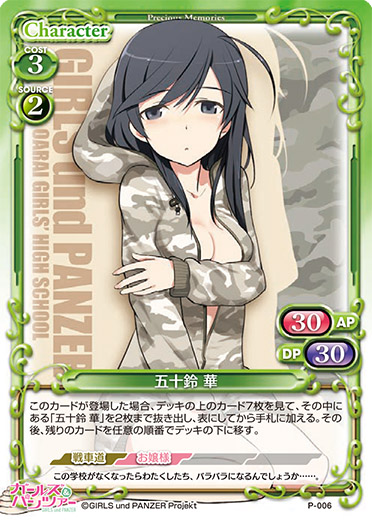 Precious Memories
Character
COST
3
SOURCE
2
GIRLS und PANZER
OARAI GIRLS' HIGH SCHOOL
30 AP
DP 30
五十鈴 華
このカードが登場した場合、デッキの上のカード7枚を見て、その中に
ある「五十鈴 華」を2枚まで抜き出し、表にしてから手札に加える。その
後、残りのカードを任意の順番でデッキの下に移す。
戦車道 お嬢様
この学校がなくなったらわたくしたち、バラバラになるんでしょうか……。
ガールズ&パンツァー
GIRLS und PANZER
©GIRLS und PANZER Projekt
P-006